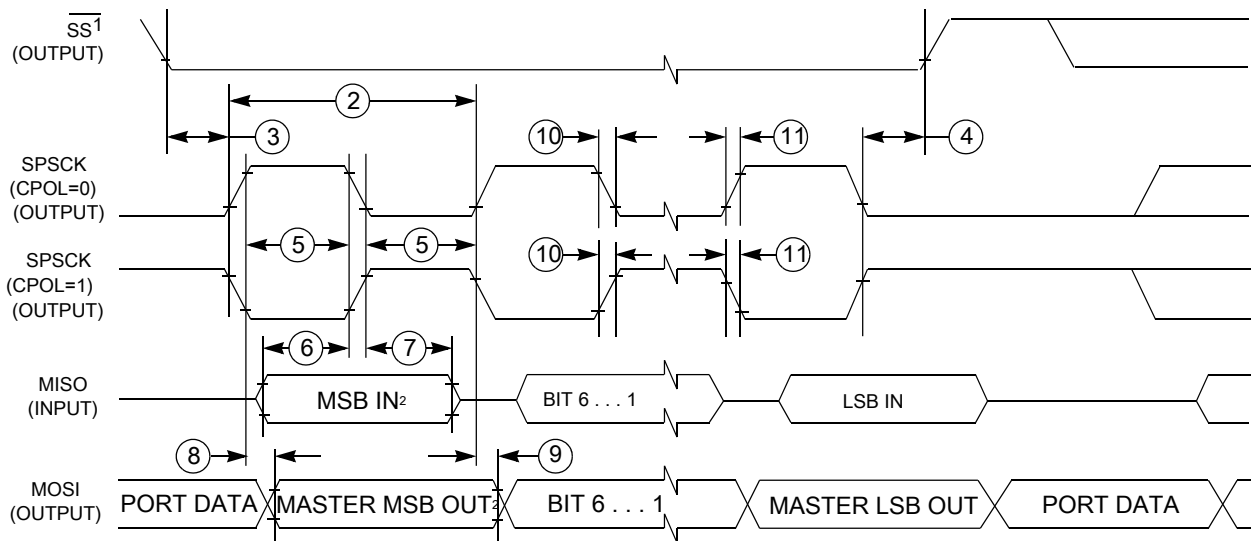 SS1
(OUTPUT)
2
3
10
11
4
SPSCK
(CPOL=0)
(OUTPUT)
5
5
SPSCK
(CPOL=1)
(OUTPUT)
10
11
6
7
MISO
(INPUT)
MSB IN2
BIT 6 . . . 1
LSB IN
8
9
MOSI
(OUTPUT)
PORT DATA
MASTER MSB OUT2
BIT 6 . . . 1
MASTER LSB OUT
PORT DATA